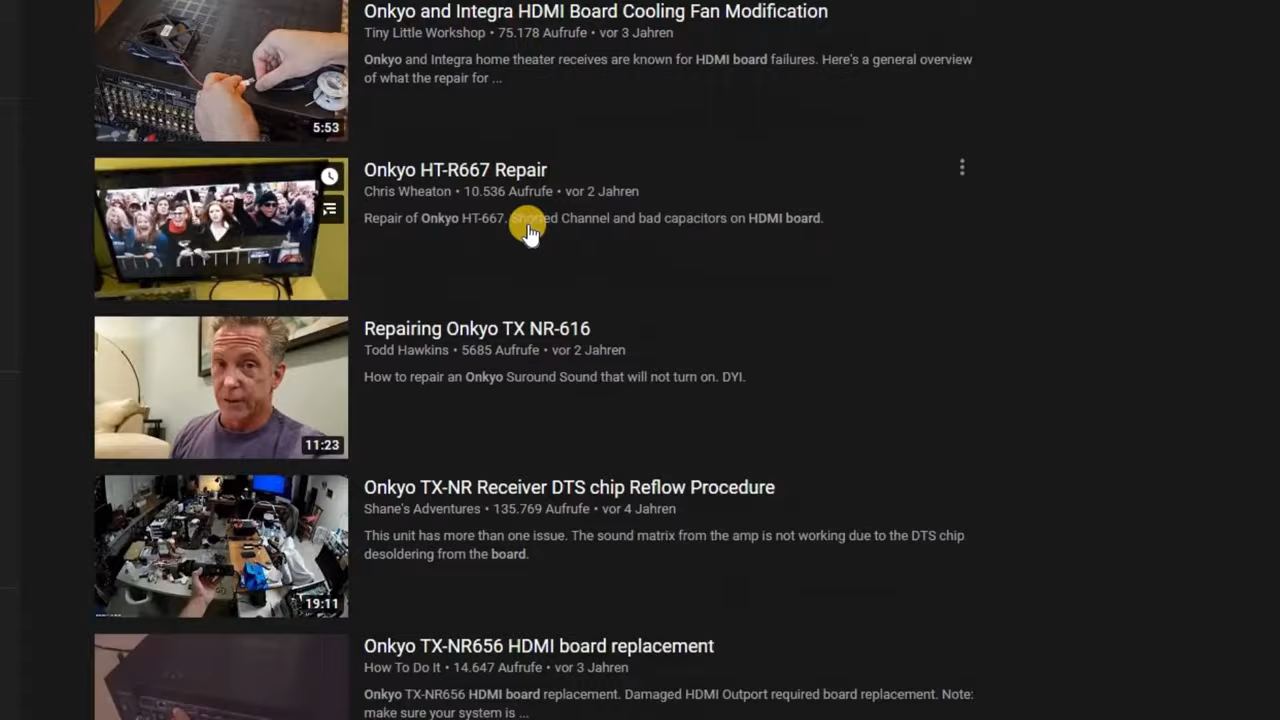 Onkyo and Integra HDMI Board Cooling Fan Modification
Tiny Little Workshop • 75.178 Aufrufe • vor 3 Jahren
Onkyo and Integra home theater receives are known for HDMI board failures. Here's a general overview
of what the repair for ...
5:53
Onkyo HT-R667 Repair
Chris Wheaton • 10.536 Aufrufe • vor 2 Jahren
Repair of Onkyo HT-667. Shorted Channel and bad capacitors on HDMI board.
Repairing Onkyo TX NR-616
Todd Hawkins • 5685 Aufrufe • vor 2 Jahren
How to repair an Onkyo Suround Sound that will not turn on. DYI.
11:23
Onkyo TX-NR Receiver DTS chip Reflow Procedure
Shane's Adventures • 135.769 Aufrufe • vor 4 Jahren
This unit has more than one issue. The sound matrix from the amp is not working due to the DTS chip
desoldering from the board.
19:11
Onkyo TX-NR656 HDMI board replacement
How To Do It • 14.647 Aufrufe • vor 3 Jahren
Onkyo TX-NR656 HDMI board replacement. Damaged HDMI Outport required board replacement. Note:
make sure your system is ...